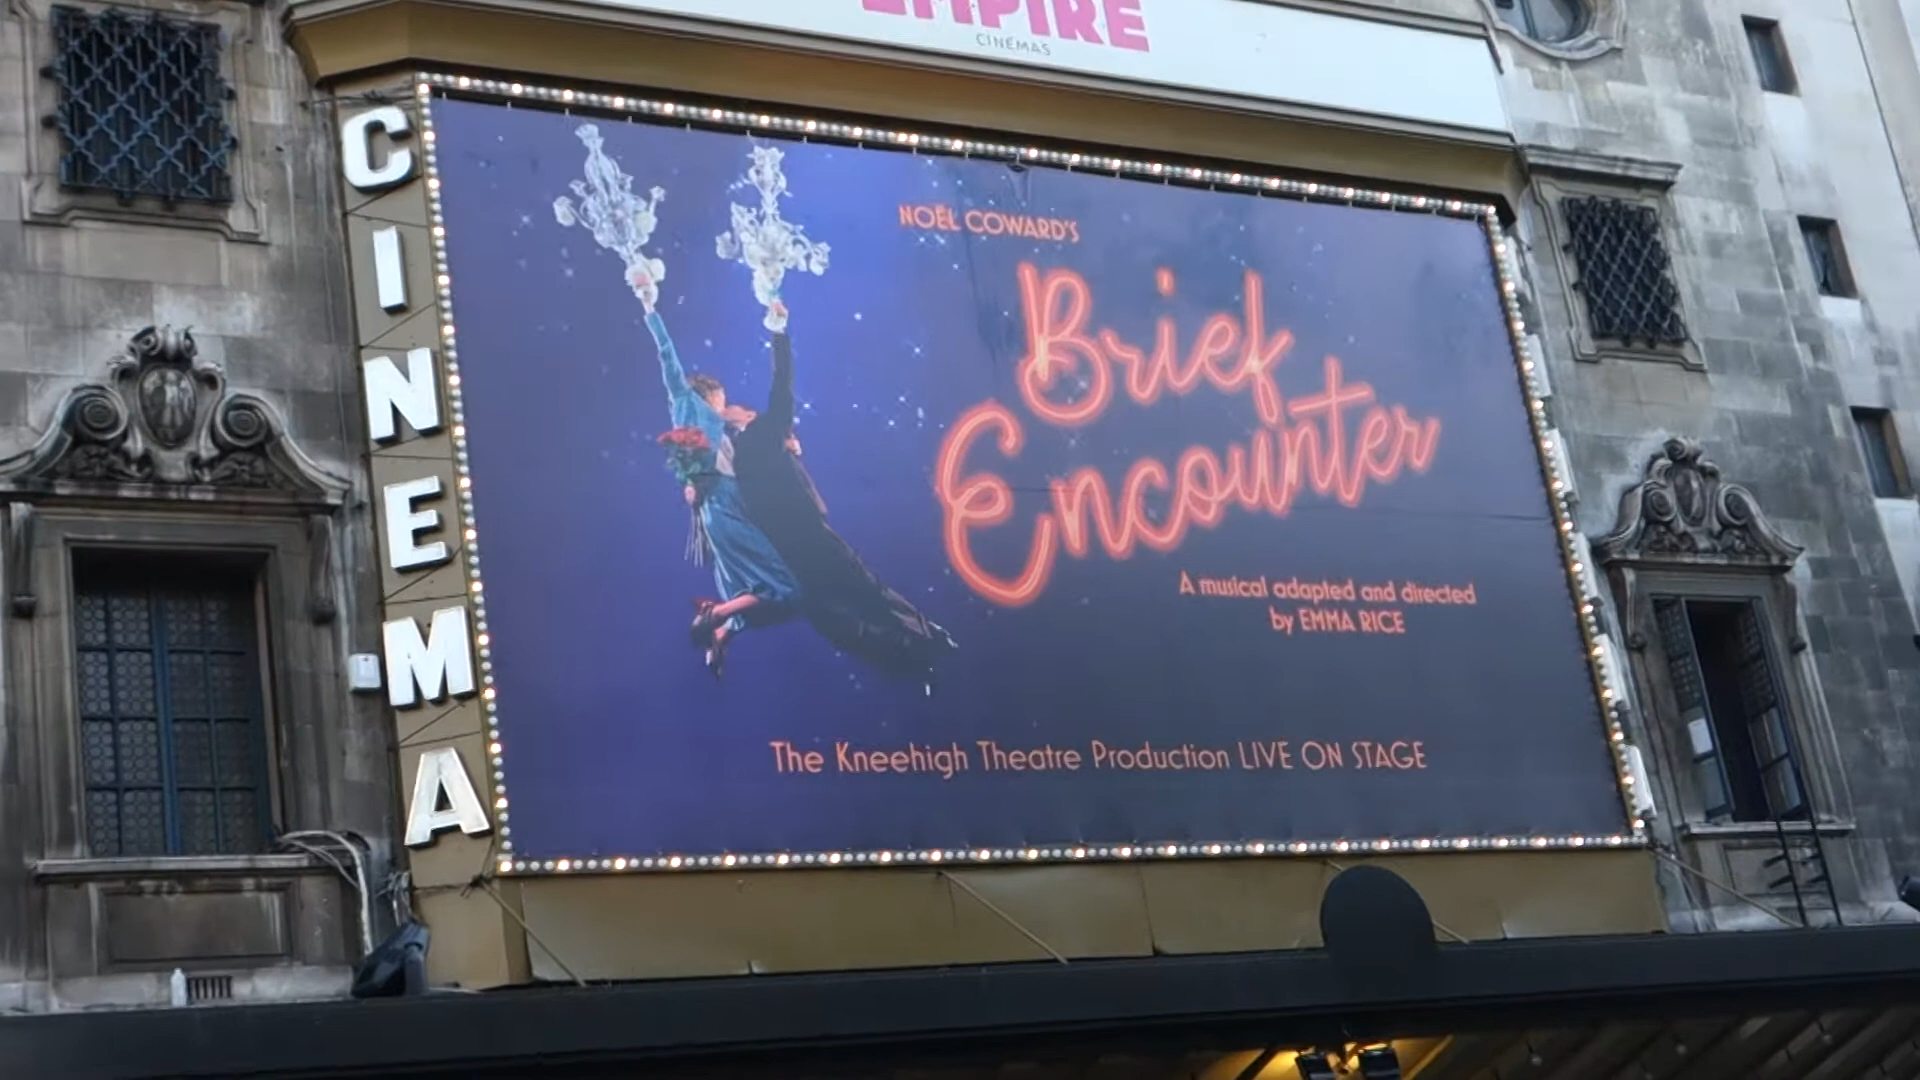 EMPIRE
CINEMAS
CINEMA
NOËL COWARD'S
Brief
Encounter
A musical adapted and directed
by EMMA RICE
The Kneehigh Theatre Production LIVE ON STAGE